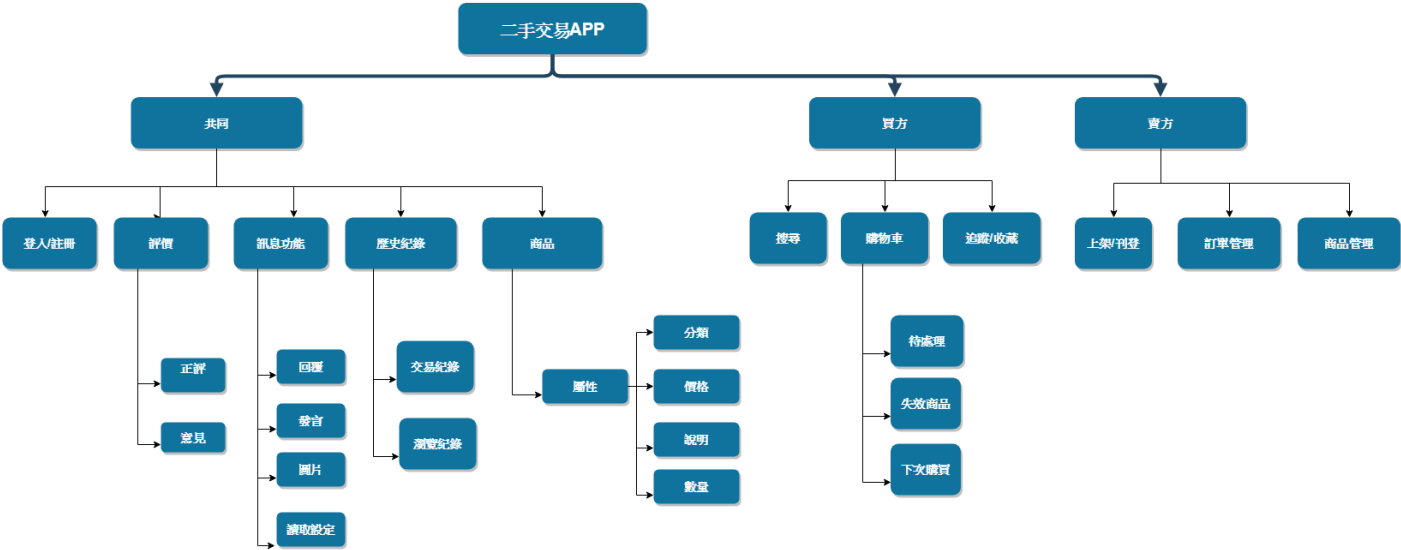 二手交易APP
共同
買方
賣方
登入/註冊
評價
訊息功能
歷史紀錄
商品
搜尋
購物車
追蹤/收藏
上架/刊登
訂單管理
商品管理
正評
意見
回覆
發言
圖片
讀取設定
交易紀錄
瀏覽紀錄
屬性
分類
價格
說明
數量
待處理
失效商品
下次購買